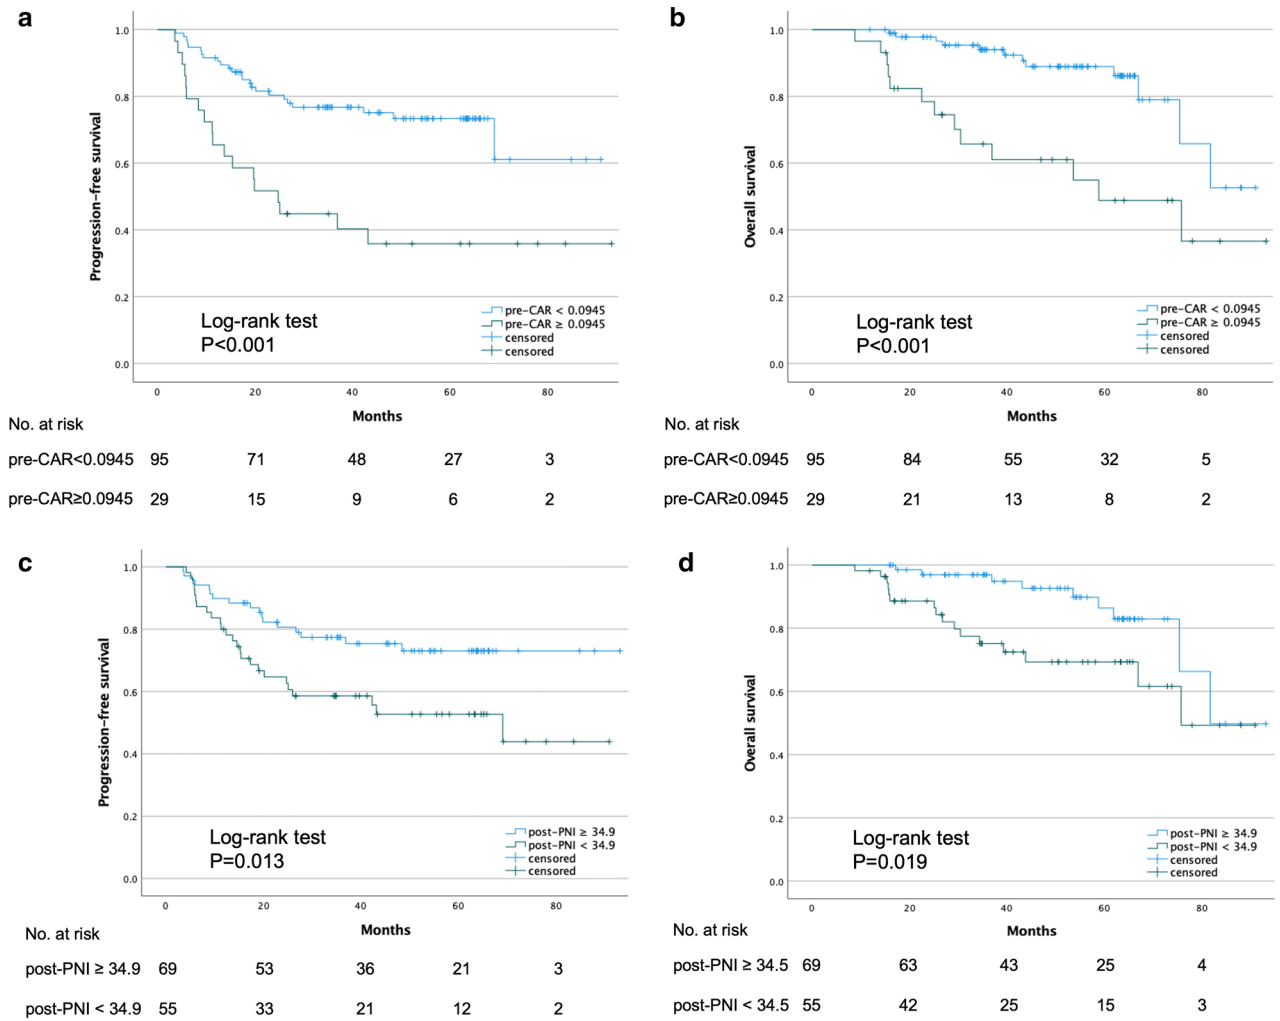 a
1.0
0.8
0.6
0.4
0.2
0.0
Progression-free survival
Log-rank test
P<0.001
pre-CAR < 0.0945
pre-CAR ≥ 0.0945
censored
censored
0 20 40 60 80
Months
No. at risk
pre-CAR<0.0945 95 71 48 27 3
pre-CAR≥0.0945 29 15 9 6 2
b
1.0
0.8
0.6
0.4
0.2
0.0
Overall survival
Log-rank test
P<0.001
pre-CAR < 0.0945
pre-CAR ≥ 0.0945
censored
censored
0 20 40 60 80
Months
No. at risk
pre-CAR<0.0945 95 84 55 32 5
pre-CAR≥0.0945 29 21 13 8 2
c
1.0
0.8
0.6
0.4
0.2
0.0
Progression-free survival
Log-rank test
P=0.013
post-PNI ≥ 34.9
post-PNI < 34.9
censored
censored
0 20 40 60 80
Months
No. at risk
post-PNI ≥ 34.9 69 53 36 21 3
post-PNI < 34.9 55 33 21 12 2
d
1.0
0.8
0.6
0.4
0.2
0.0
Overall survival
Log-rank test
P=0.019
post-PNI ≥ 34.9
post-PNI < 34.9
censored
censored
0 20 40 60 80
Months
No. at risk
post-PNI ≥ 34.5 69 63 43 25 4
post-PNI < 34.5 55 42 25 15 3